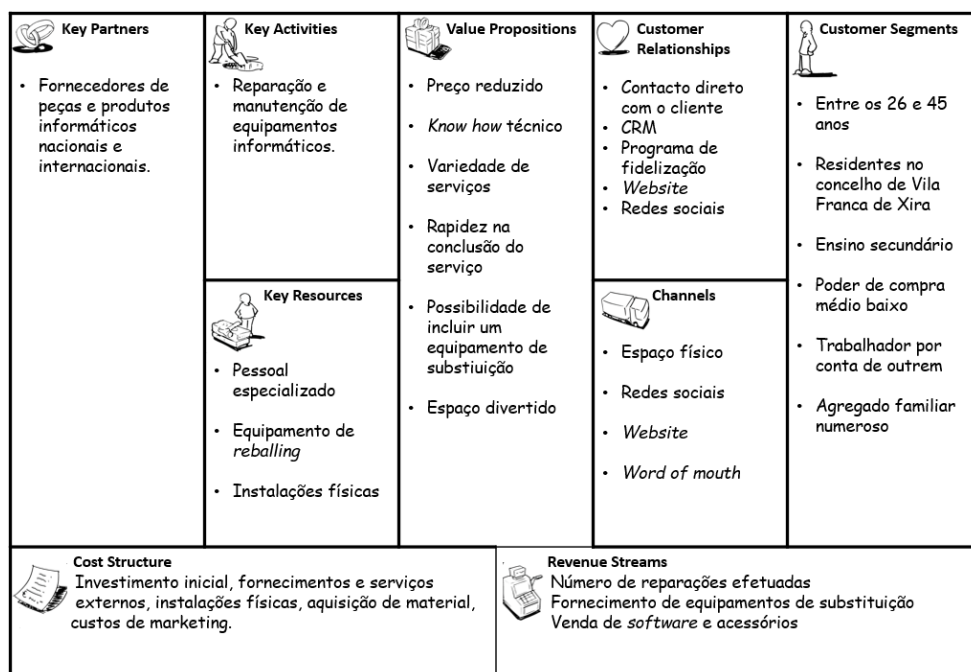 Key Partners
• Fornecedores de
peças e produtos
informáticos
nacionais e
internacionais.
Key Activities
• Reparação e
manutenção de
equipamentos
informáticos.
Key Resources
• Pessoal
especializado
• Equipamento de
reballing
• Instalações físicas
Value Propositions
• Preço reduzido
• Know how técnico
• Variedade de
serviços
• Rapidez na
conclusão do
serviço
• Possibilidade de
incluir um
equipamento de
substiuição
• Espaço divertido
Customer
Relationships
• Contacto direto
com o cliente
• CRM
• Programa de
fidelização
• Website
• Redes sociais
Channels
• Espaço físico
• Redes sociais
• Website
• Word of mouth
Customer Segments
• Entre os 26 e 45
anos
• Residentes no
concelho de Vila
Franca de Xira
• Ensino secundário
• Poder de compra
médio baixo
• Trabalhador por
conta de outrem
• Agregado familiar
numeroso
Cost Structure
Investimento inicial, fornecimentos e serviços
externos, instalações físicas, aquisição de material,
custos de marketing.
Revenue Streams
Número de reparações efetuadas
Fornecimento de equipamentos de substituição
Venda de software e acessórios